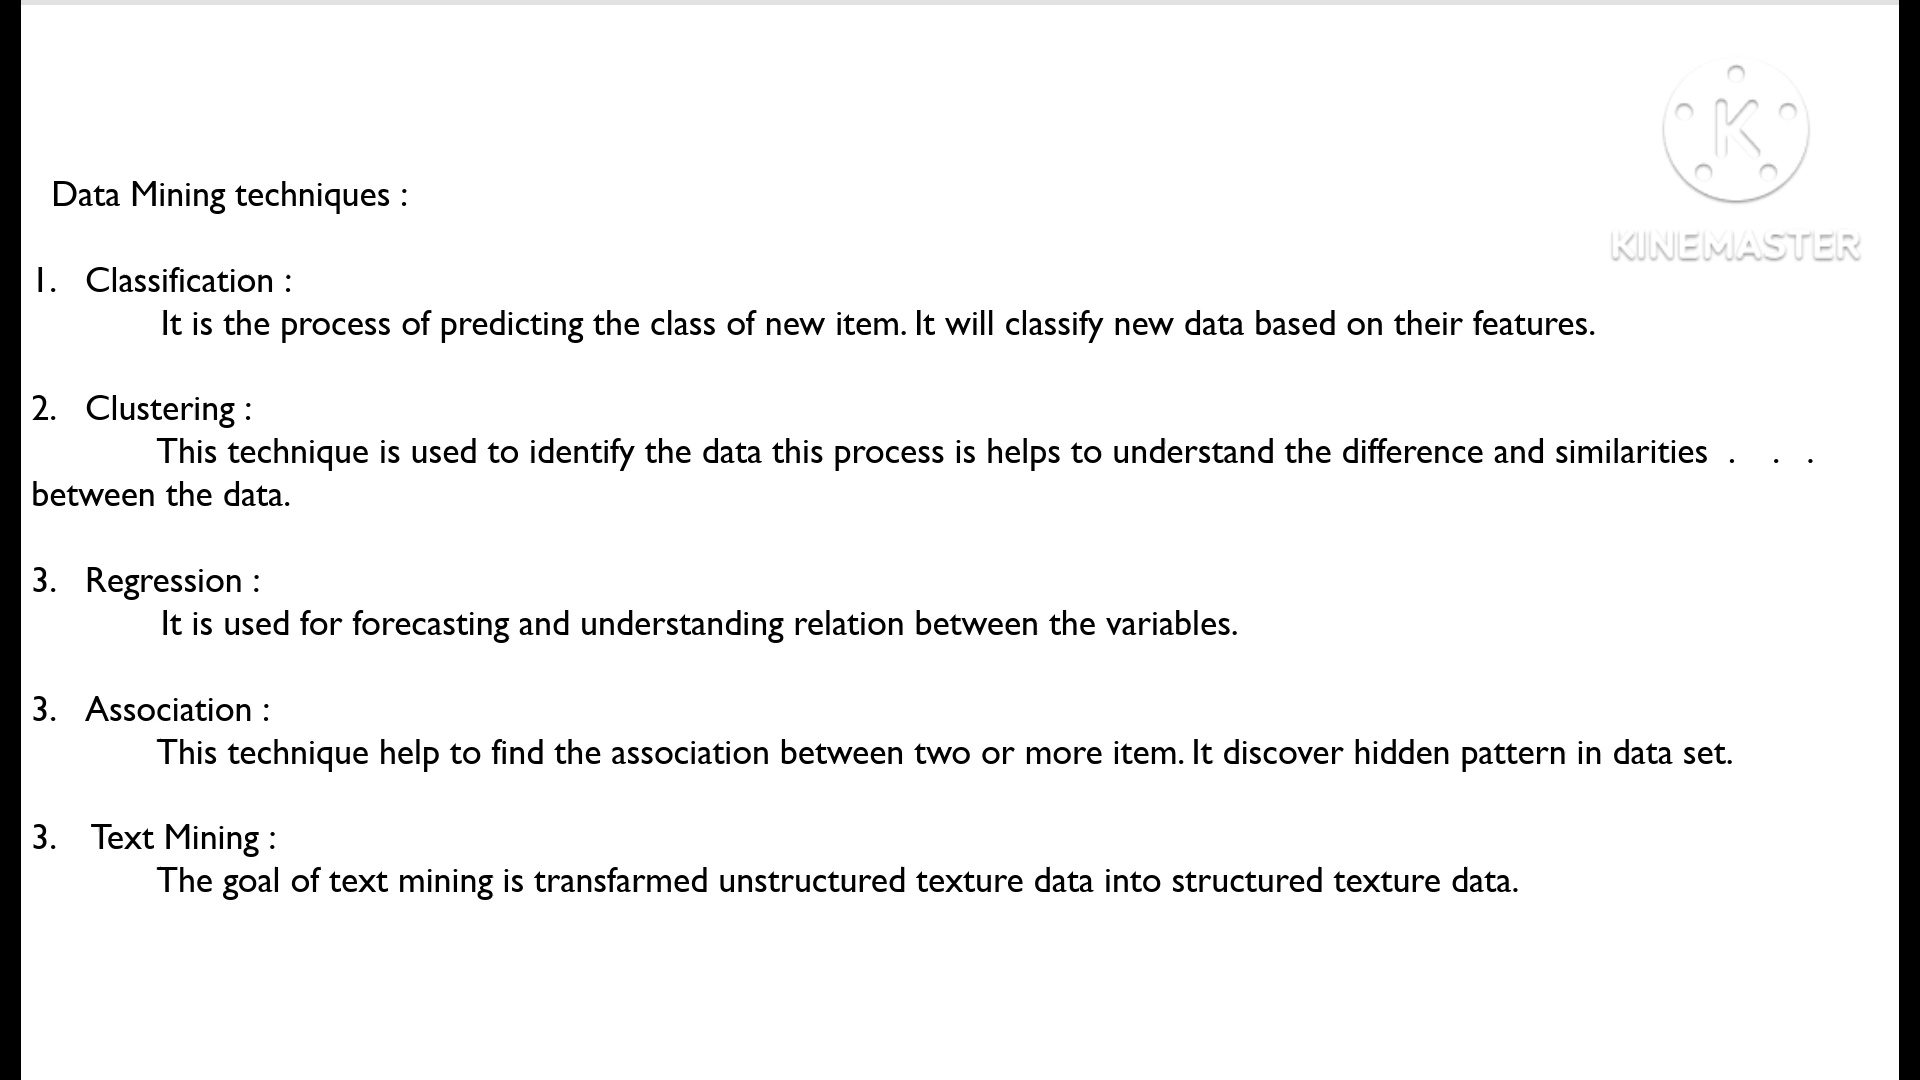 K
KINEMASTER
Data Mining techniques :
1. Classification :
It is the process of predicting the class of new item. It will classify new data based on their features.
2. Clustering :
This technique is used to identify the data this process is helps to understand the difference and similarities . . .
between the data.
3. Regression :
It is used for forecasting and understanding relation between the variables.
3. Association :
This technique help to find the association between two or more item. It discover hidden pattern in data set.
3. Text Mining :
The goal of text mining is transfarmed unstructured texture data into structured texture data.